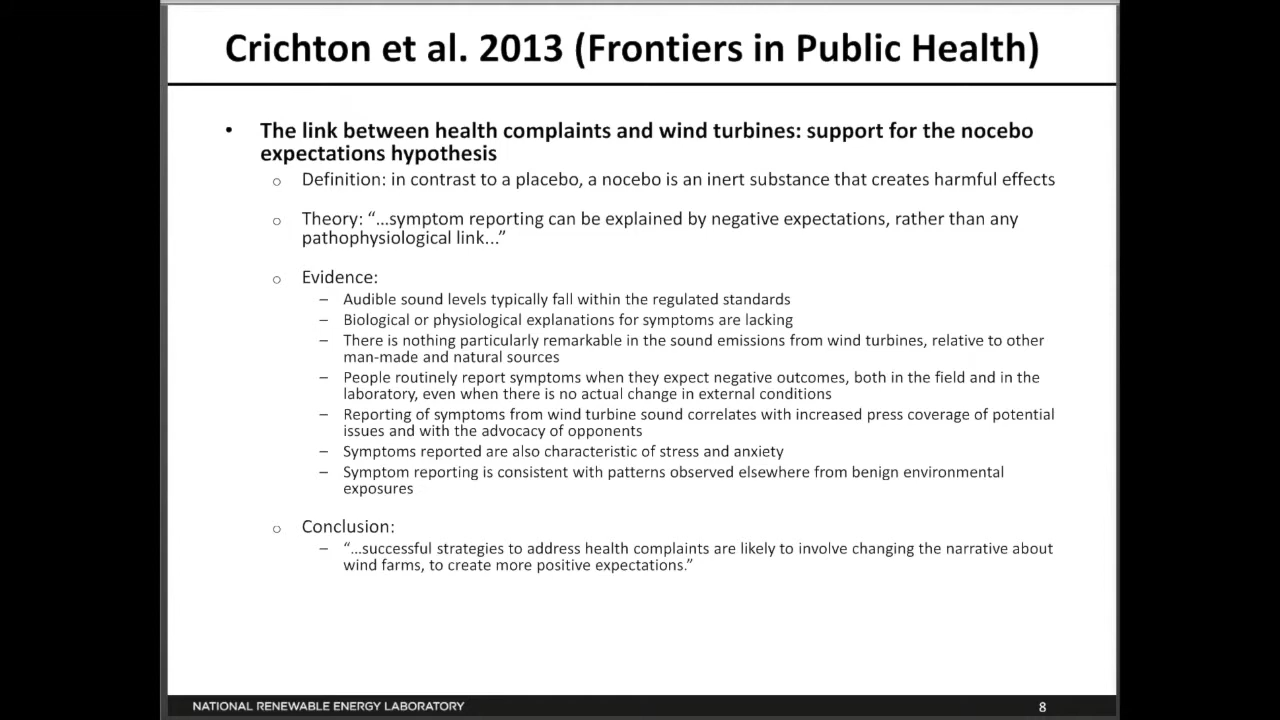 Crichton et al. 2013 (Frontiers in Public Health)
• The link between health complaints and wind turbines: support for the nocebo
expectations hypothesis
o Definition: in contrast to a placebo, a nocebo is an inert substance that creates harmful effects
o Theory: “…symptom reporting can be explained by negative expectations, rather than any
pathophysiological link…”
o Evidence:
– Audible sound levels typically fall within the regulated standards
– Biological or physiological explanations for symptoms are lacking
– There is nothing particularly remarkable in the sound emissions from wind turbines, relative to other
man-made and natural sources
– People routinely report symptoms when they expect negative outcomes, both in the field and in the
laboratory, even when there is no actual change in external conditions
– Reporting of symptoms from wind turbine sound correlates with increased press coverage of potential
issues and with the advocacy of opponents
– Symptoms reported are also characteristic of stress and anxiety
– Symptom reporting is consistent with patterns observed elsewhere from benign environmental
exposures
o Conclusion:
– “…successful strategies to address health complaints are likely to involve changing the narrative about
wind farms, to create more positive expectations.”
NATIONAL RENEWABLE ENERGY LABORATORY
8